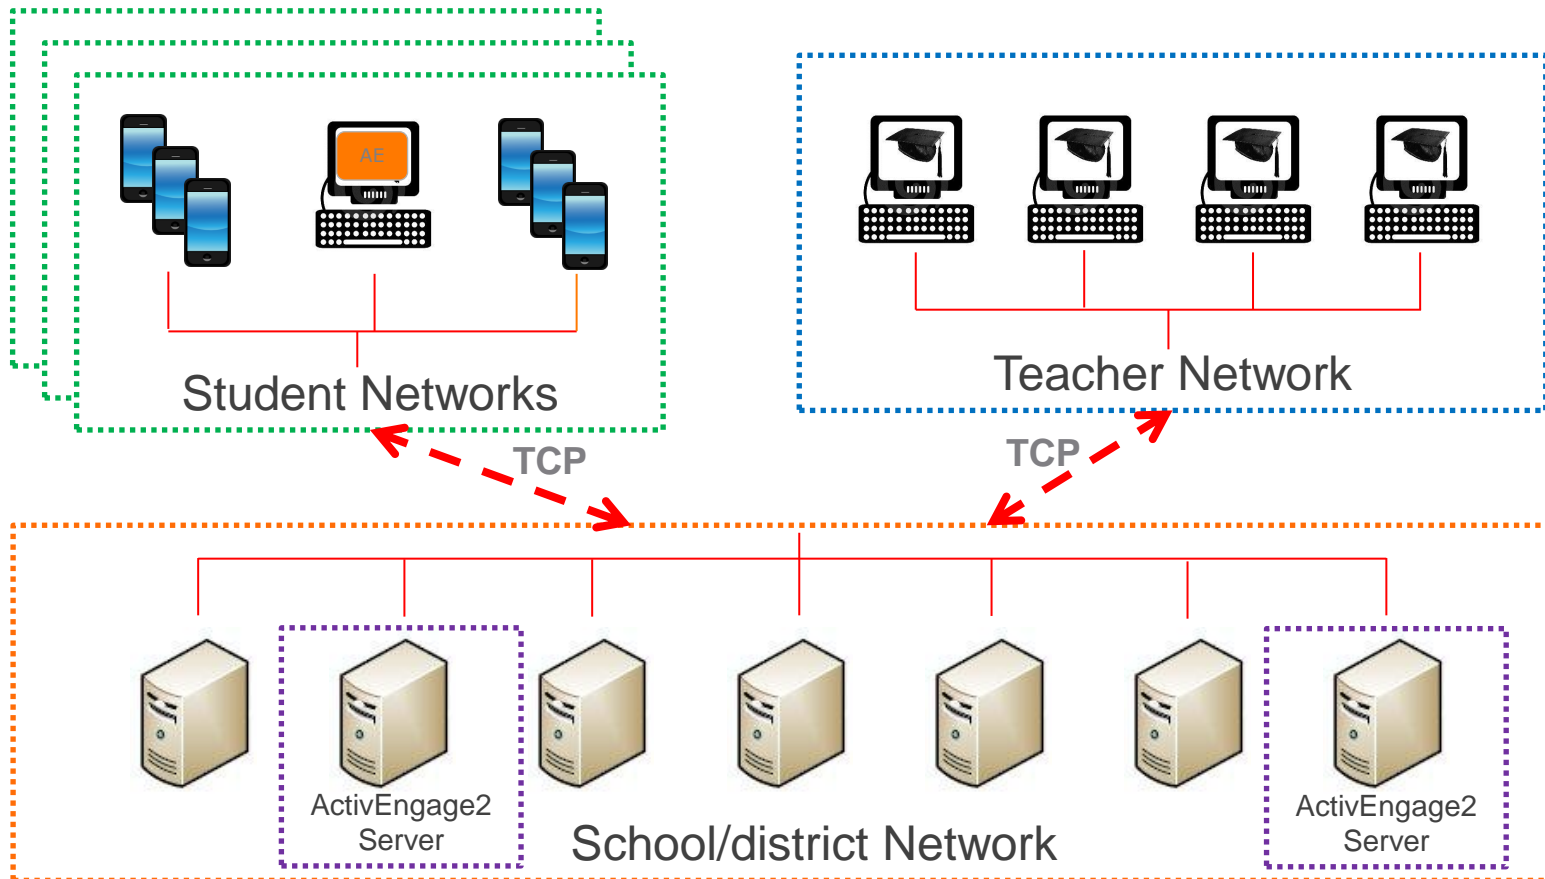 AE
Student Networks
Teacher Network
TCP
TCP
ActivEngage2
Server
School/district Network
ActivEngage2
Server